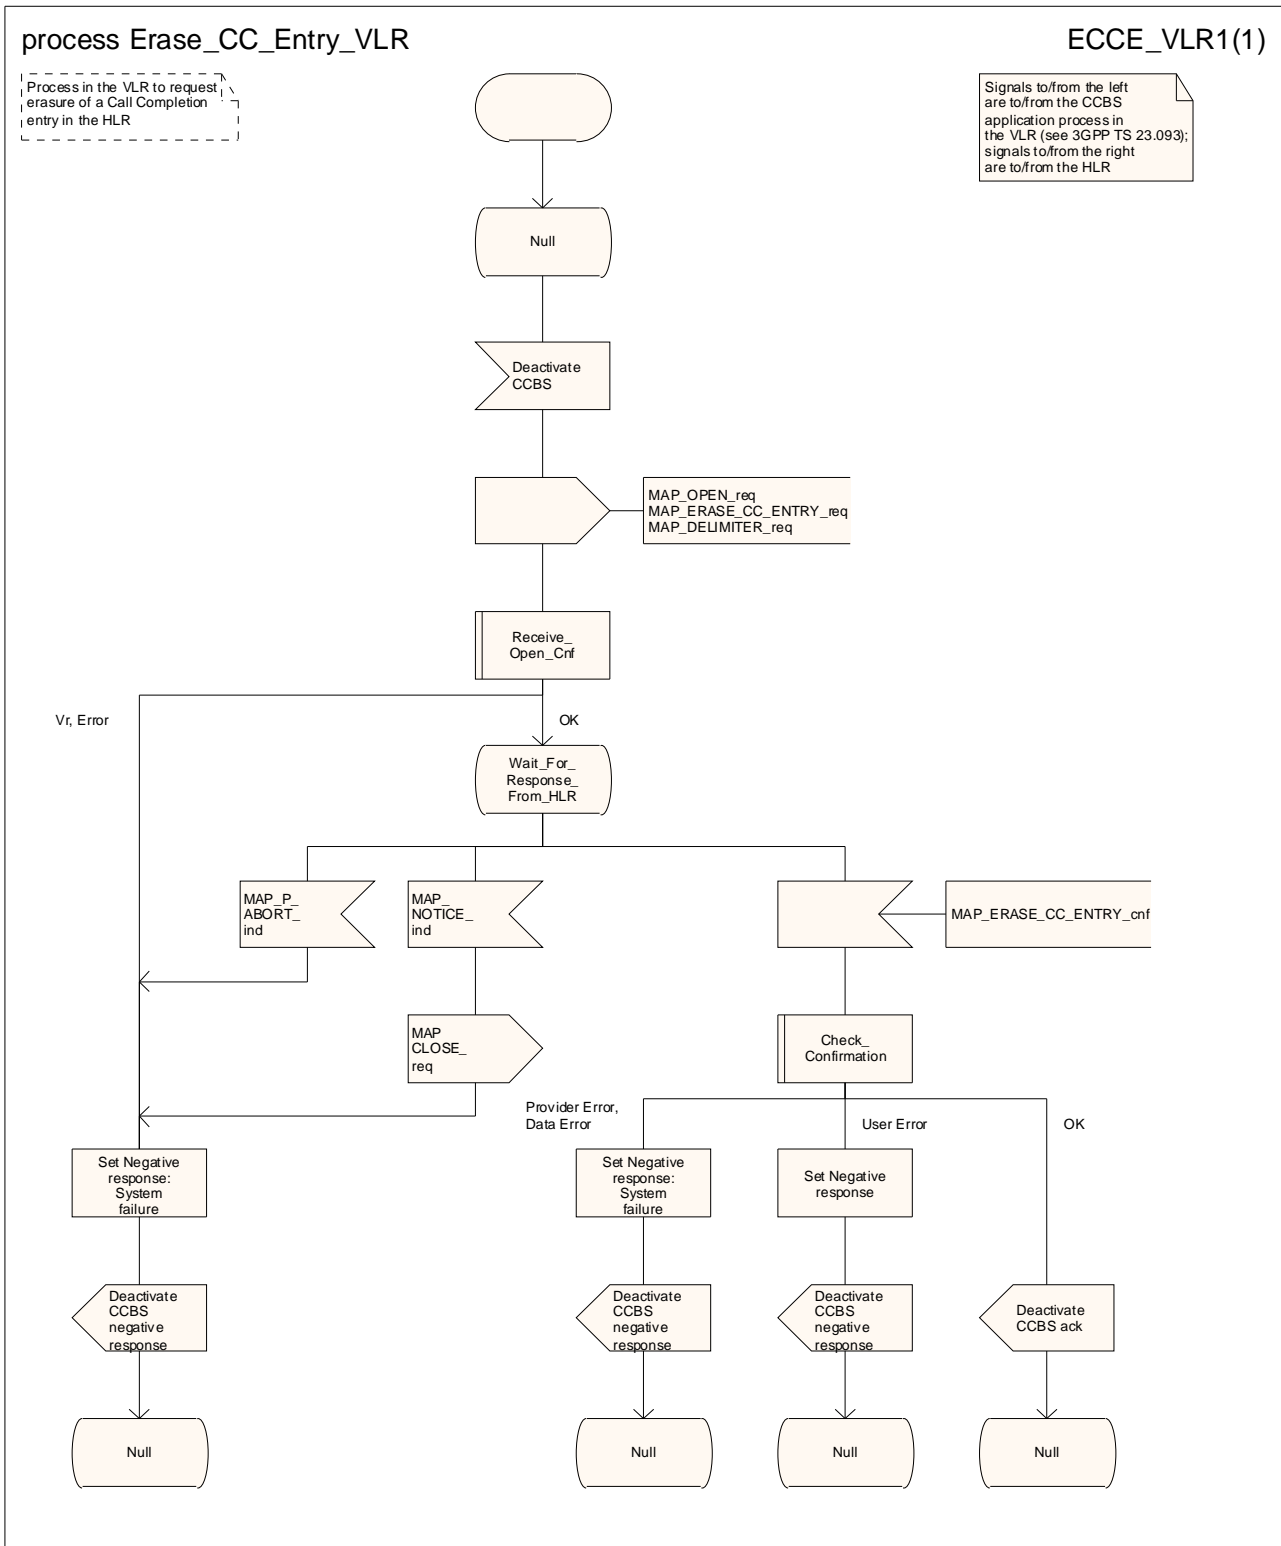 process Erase_CC_Entry_VLR
ECCE_VLR1(1)
Process in the VLR to request
erasure of a Call Completion
entry in the HLR
Signals to/from the left
are to/from the CCBS
application process in
the VLR (see 3GPP TS 23.093);
signals to/from the right
are to/from the HLR
Null
Deactivate
CCBS
MAP_OPEN_req
MAP_ERASE_CC_ENTRY_req
MAP_DELIMITER_req
Receive_
Open_Cnf
Vr, Error
OK
Wait_For_
Response_
From_HLR
MAP_P_
ABORT_
ind
MAP_
NOTICE_
ind
MAP_ERASE_CC_ENTRY_cnf
MAP
CLOSE_
req
Check_
Confirmation
Provider Error,
Data Error
User Error
OK
Set Negative
response:
System
failure
Set Negative
response:
System
failure
Set Negative
response
Deactivate
CCBS
negative
response
Deactivate
CCBS
negative
response
Deactivate
CCBS
negative
response
Deactivate
CCBS ack
Null
Null
Null
Null